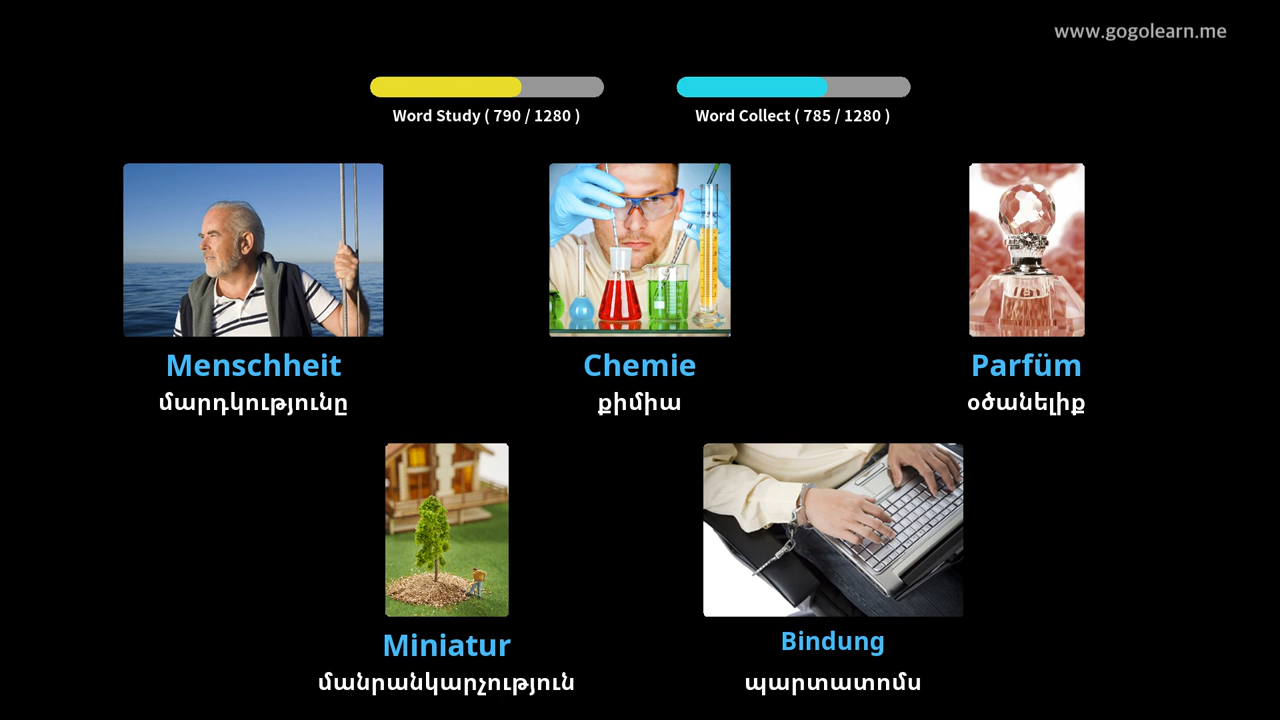 www.gogolearn.me
Word Study ( 790 / 1280 )
Word Collect ( 785 / 1280 )
Menschheit
մարդկությունը
Chemie
քիմիա
Parfüm
օծանելիք
Miniatur
մանրանկարչություն
Bindung
պարտատոմս